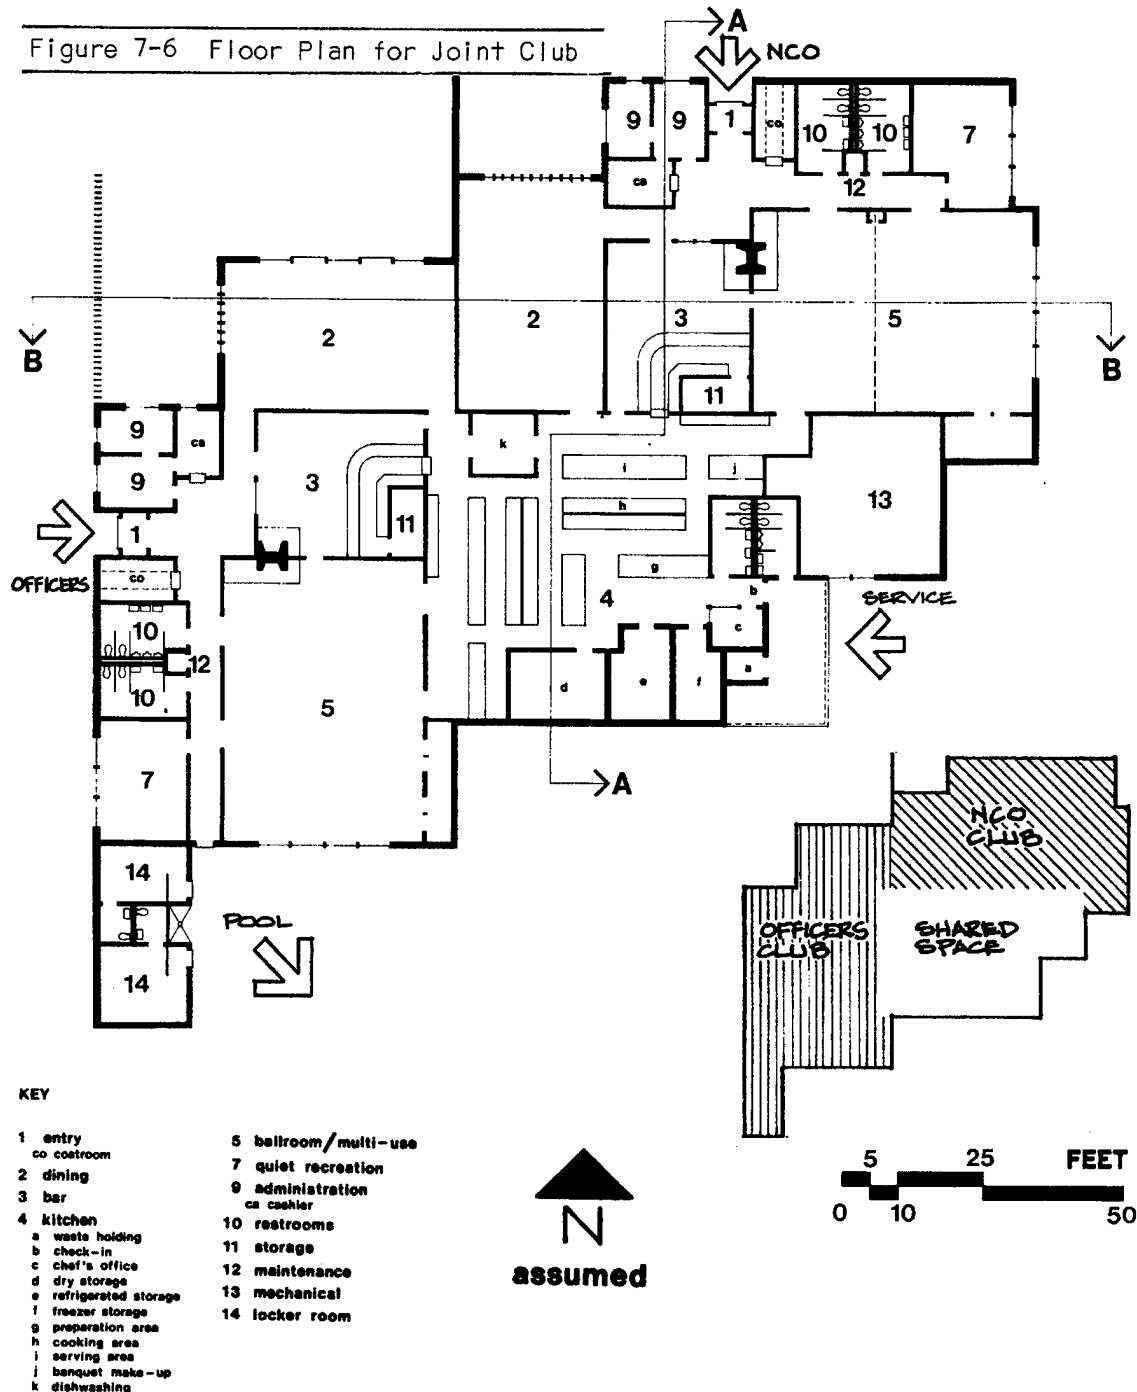 Figure 7-6 Floor Plan for Joint Club
A
NCO
9 9 1 co 10 10 7
ca 12
2 2 3 5
B B
11
9 ca
9 3 k i j
h 13
1 11
OFFICERS co g
4 b SERVICE
10 c
12 a
10 d e f
5
7 A
NCO
CLUB
14
POOL
OFFICERS
CLUB
SHARED
SPACE
14
KEY
1 entry
co coatroom
2 dining
3 bar
4 kitchen
a waste holding
b check-in
c chef's office
d dry storage
e refrigerated storage
f freezer storage
g preparation area
h cooking area
i serving area
j banquet make-up
k dishwashing
5 ballroom/multi-use
7 quiet recreation
9 administration
ca cashier
10 restrooms
11 storage
12 maintenance
13 mechanical
14 locker room
N
assumed
5 25 FEET
0 10 50